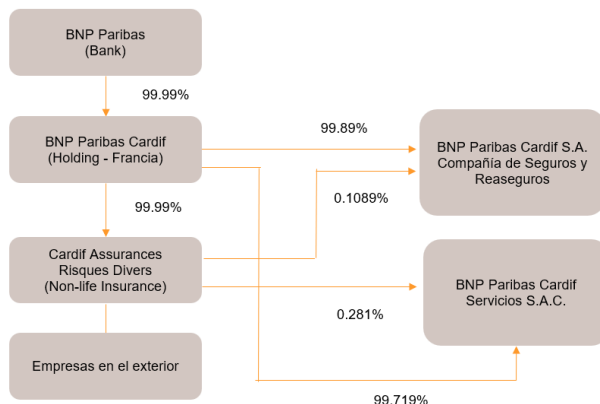 BNP Paribas
(Bank)
99.99%
BNP Paribas Cardif
(Holding - Francia)
99.89%
BNP Paribas Cardif S.A.
Compañía de Seguros y
Reaseguros
99.99%
0.1089%
Cardif Assurances
Risques Divers
(Non-life Insurance)
BNP Paribas Cardif
Servicios S.A.C.
0.281%
Empresas en el exterior
99.719%